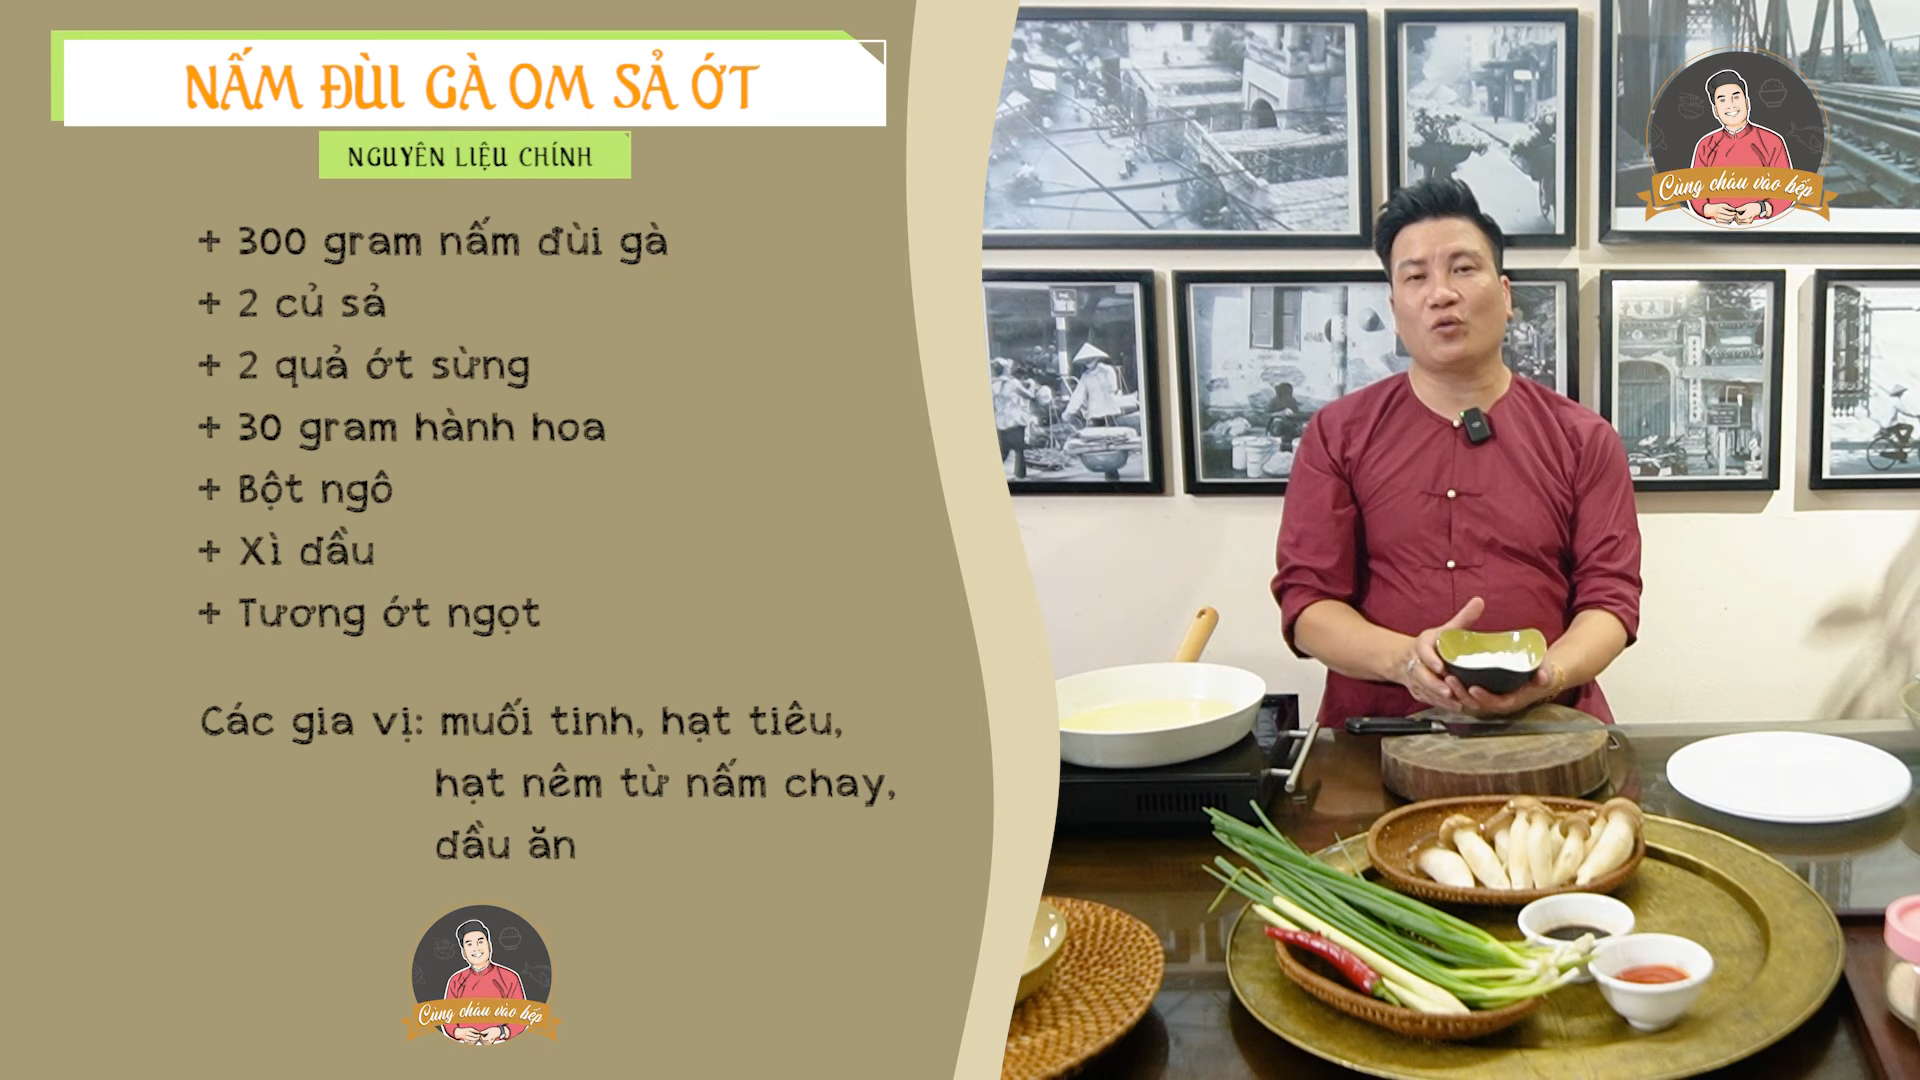 NẤM ĐÙI GÀ OM SẢ ỚT
NGUYÊN LIỆU CHÍNH
+ 300 gram nấm đùi gà
+ 2 củ sả
+ 2 quả ớt sừng
+ 30 gram hành hoa
+ Bột ngô
+ Xì dầu
+ Tương ớt ngọt
Các gia vị: muối tinh, hạt tiêu,
hạt nêm từ nấm chay,
dầu ăn
Cùng cháu vào bếp
Cùng cháu vào bếp